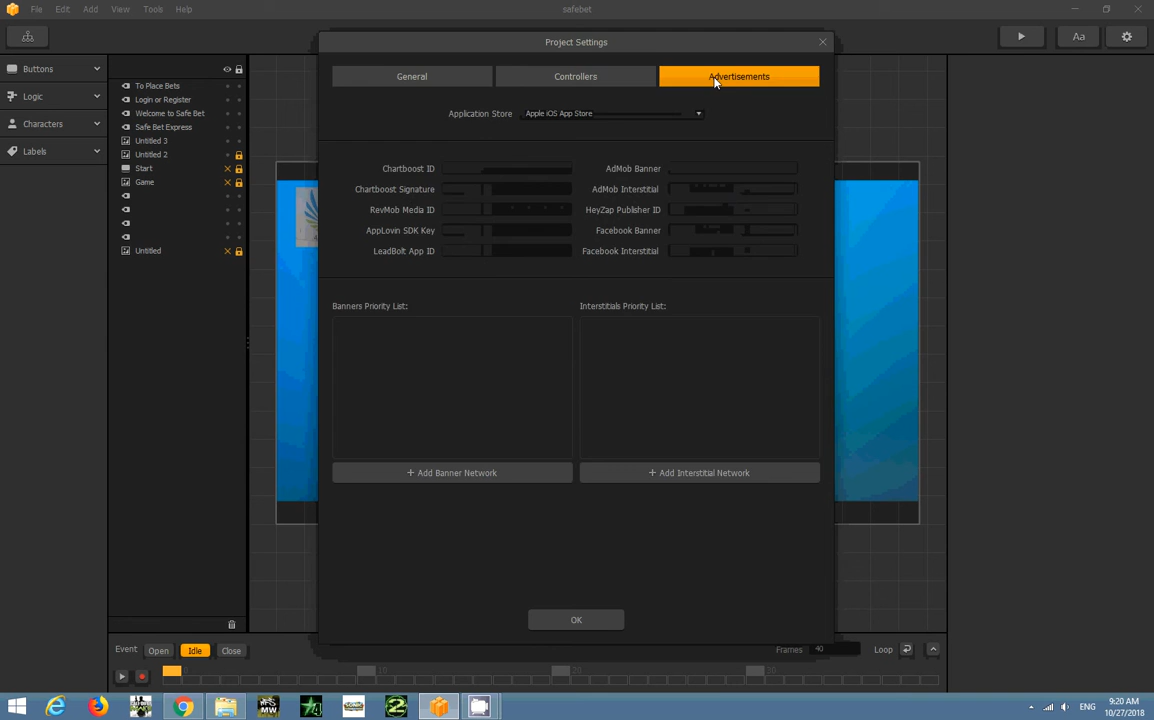 File Edit View Add Tools Help
safebet
Aa
Project Settings
General Controllers Advertisements
Application Store Apple iOS App Store
Chartboost ID AdMob Banner
Chartboost Signature AdMob Interstitial
RevMob Media ID HeyZap Publisher ID
AppLovin SDK Key Facebook Banner
LeadBolt App ID Facebook Interstitial
Banners Priority List: Interstitials Priority List:
+ Add Banner Network + Add Interstitial Network
OK
Buttons
Logic
Characters
Labels
To Place Bets
Login or Register
Welcome to Safe Bet
Safe Bet Express
Untitled 3
Untitled 2
Start
Game
Untitled
Event Open Idle Close
Frames 40 Loop
0 10 20 30
ENG 9:20 AM
10/27/2018